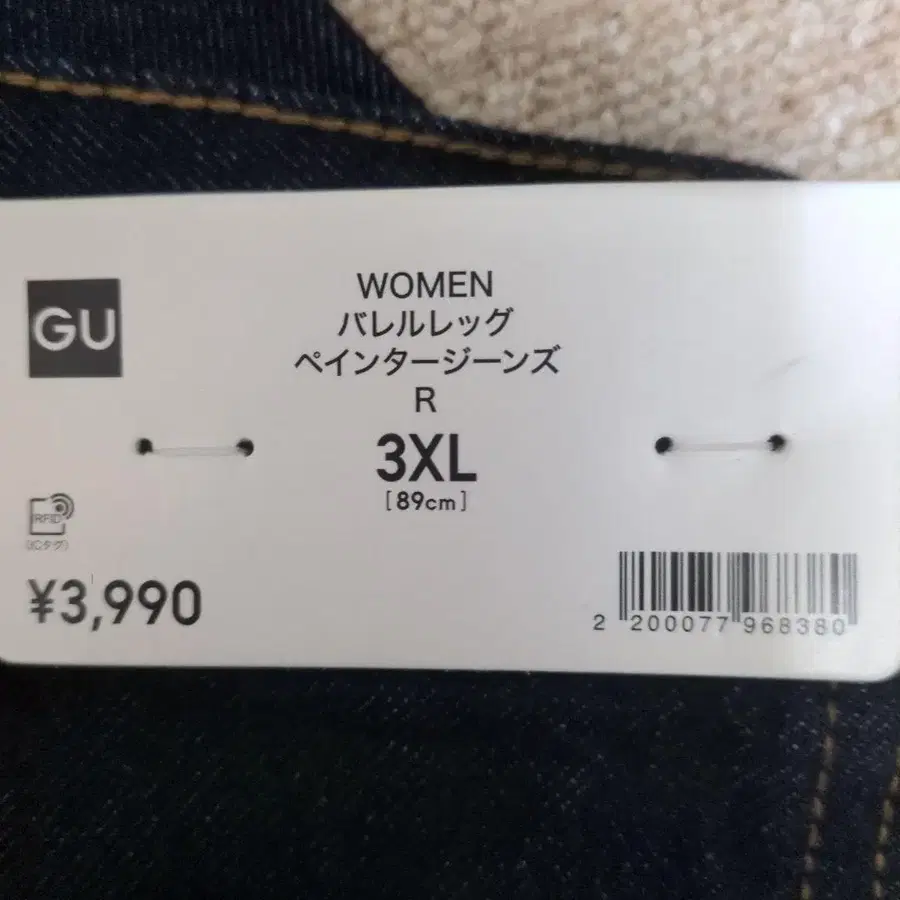 GU
WOMEN
バレルレッグ
ペインタージーンズ
R
3XL
[89cm]
RFID
(ICタグ)
¥3,990
2 200077 968380